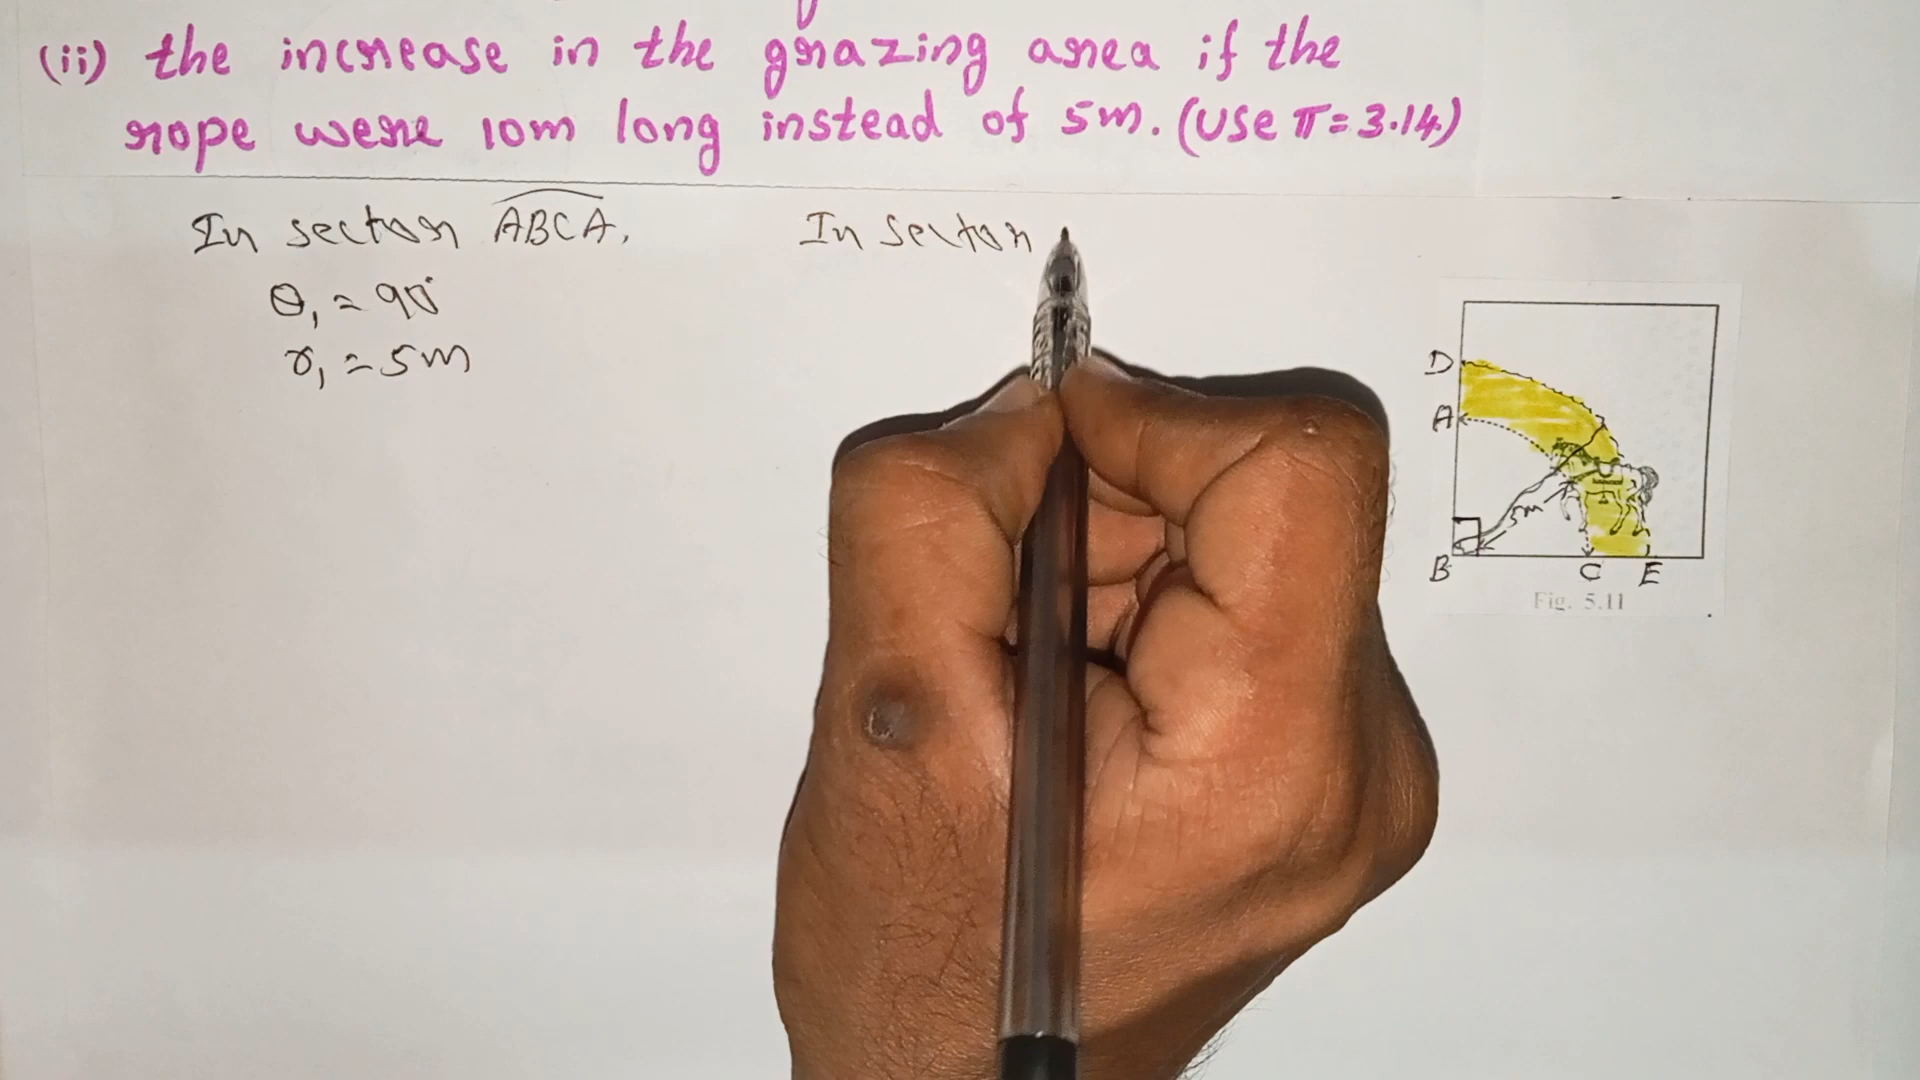 (ii) the increase in the grazing area if the
rope were 10m long instead of 5m. (Use π=3.14)
In sector ABCA,
In sector
θ₁ = 90°
r₁ = 5m
D
A
5m
B
C
E
Fig. 5.11